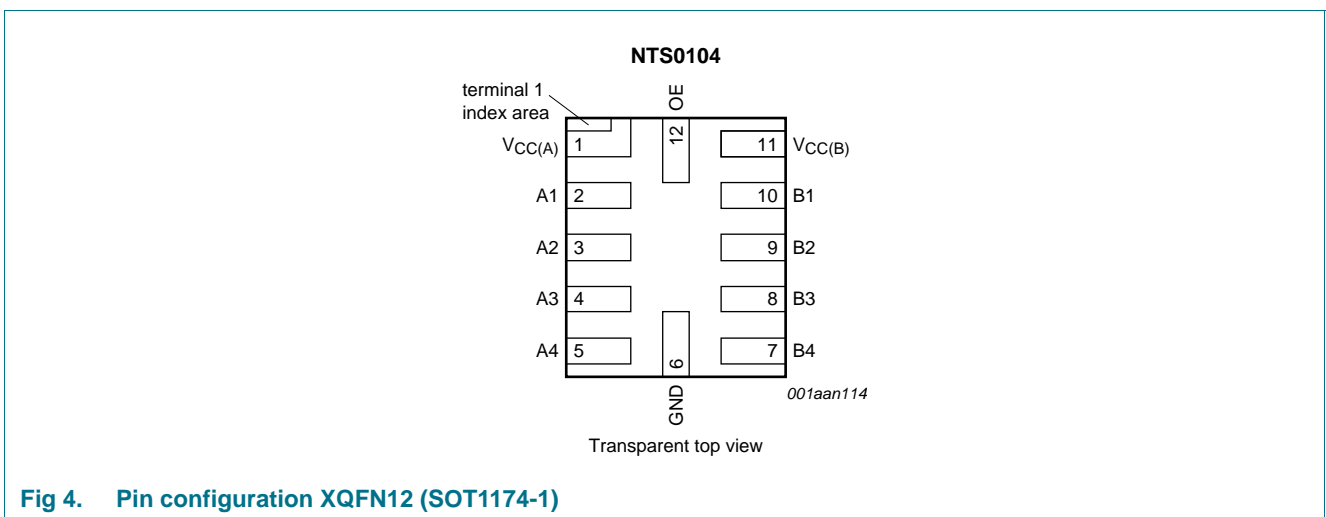 NTS0104
terminal 1
index area
OE
12
VCC(A) 1
11 VCC(B)
A1 2
10 B1
A2 3
9 B2
A3 4
8 B3
A4 5
7 B4
6
GND
001aan114
Transparent top view
Fig 4. Pin configuration XQFN12 (SOT1174-1)